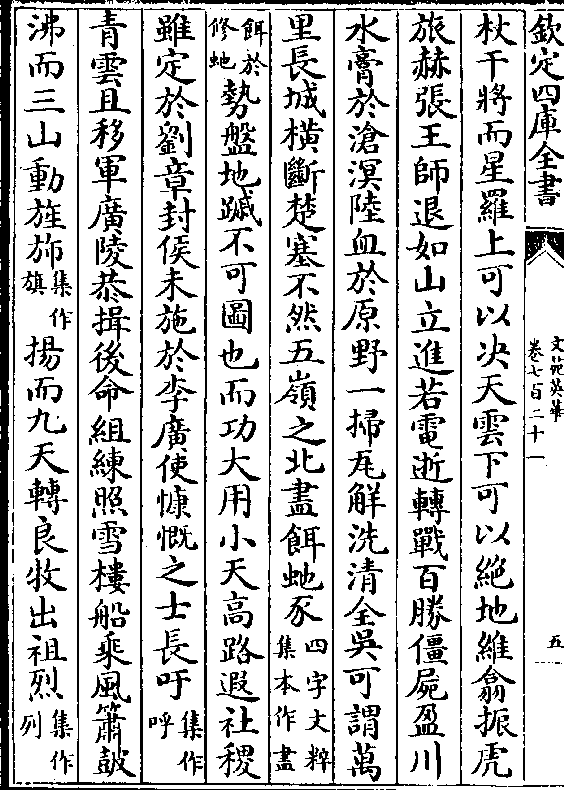 欽定四庫全書
文苑英華
卷七百二十一
五
杖干將而星羅上可以决天雲下可以絶地維翕振虎
旅赫張王師退如山立進若電逝轉戰百勝僵屍盈川
水膏於滄溟陸血於原野一掃瓦解洗清全吴可謂萬
里長城橫斷楚塞不然五嶺之北盡餌虵豕四字文粹集本作盡
餌於修虵勢盤地蹙不可圖也而功大用小天高路遐社稷
雖定於劉章封侯未施於李廣使慷慨之士長吁集作呼
青雲且移軍廣陵恭揖後命組練照雪樓船乘風簫皷
沸而三山動旌斾集作旗揚而九天轉良牧出祖烈集作列